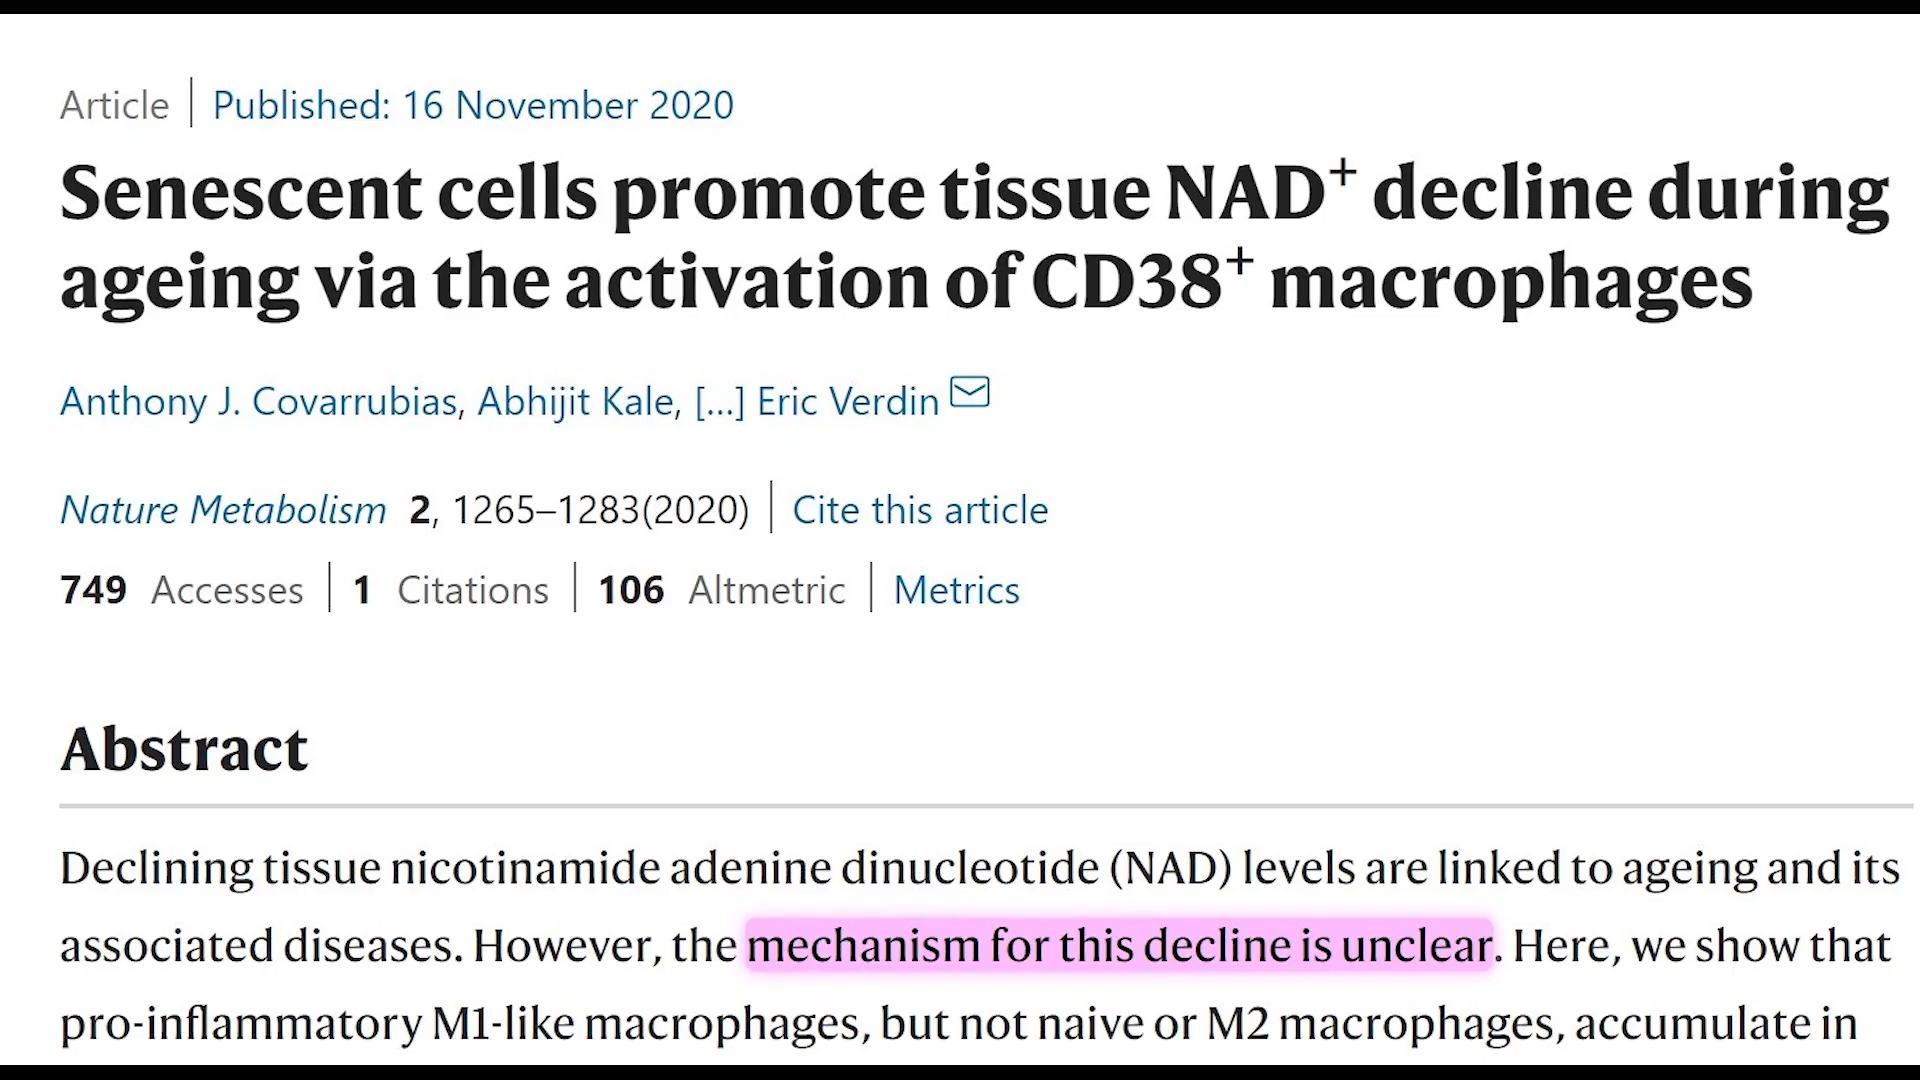 Article | Published: 16 November 2020
Senescent cells promote tissue NAD⁺ decline during
ageing via the activation of CD38⁺ macrophages
Anthony J. Covarrubias, Abhijit Kale, [...] Eric Verdin
Nature Metabolism 2, 1265–1283(2020) | Cite this article
749 Accesses | 1 Citations | 106 Altmetric | Metrics
Abstract
Declining tissue nicotinamide adenine dinucleotide (NAD) levels are linked to ageing and its
associated diseases. However, the mechanism for this decline is unclear. Here, we show that
pro-inflammatory M1-like macrophages, but not naive or M2 macrophages, accumulate in